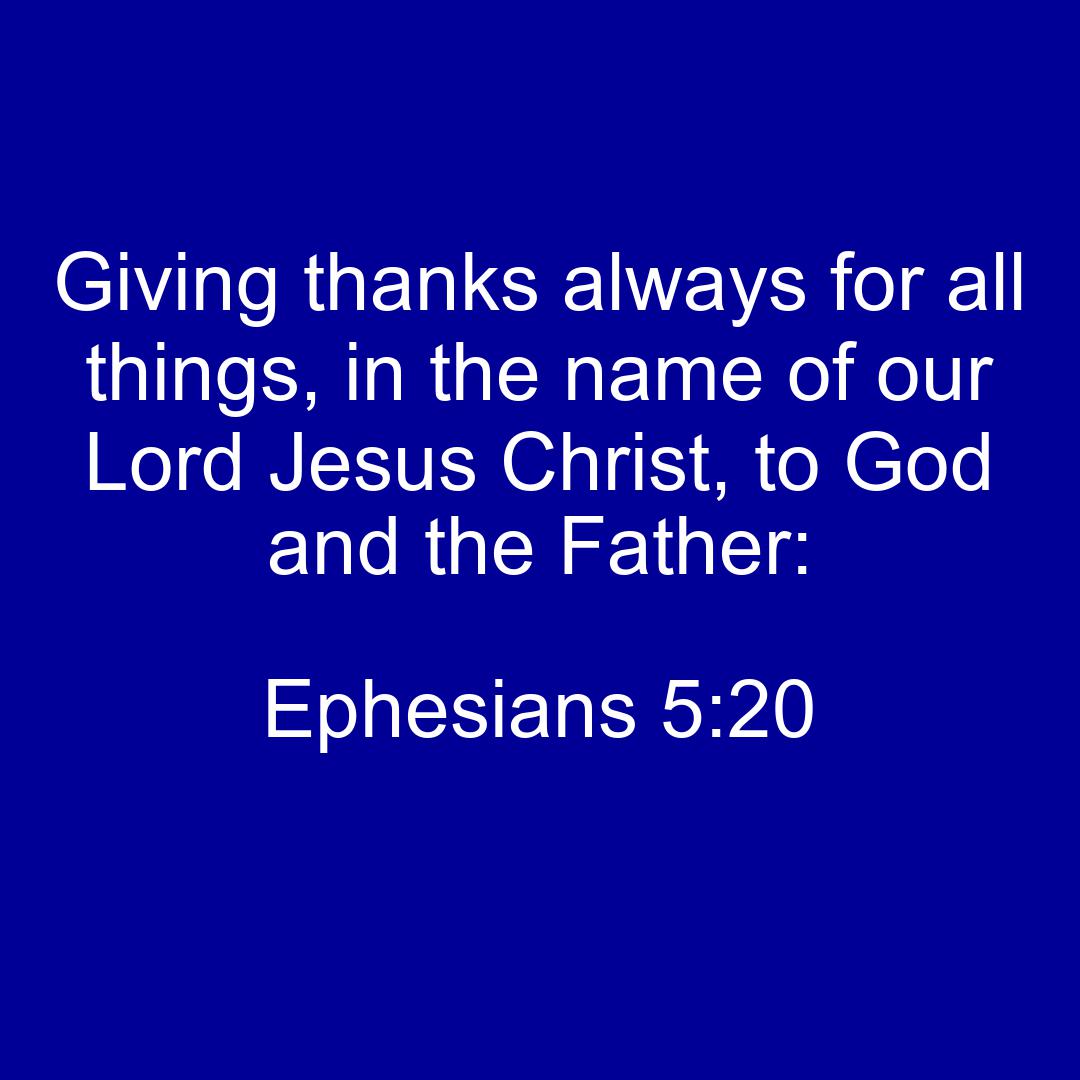 Giving thanks always for all
things, in the name of our
Lord Jesus Christ, to God
and the Father:
Ephesians 5:20